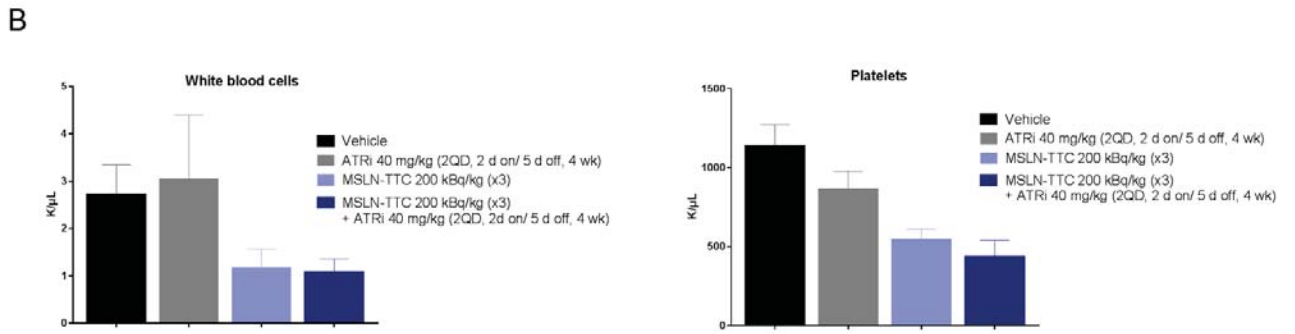 B
White blood cells
5
4
3
2
1
0
K/µL
Vehicle
ATRi 40 mg/kg (2QD, 2 d on/ 5 d off, 4 wk)
MSLN-TTC 200 kBq/kg (x3)
MSLN-TTC 200 kBq/kg (x3)
+ ATRi 40 mg/kg (2QD, 2d on/ 5 d off, 4 wk)
Platelets
1500
1000
500
0
K/µL
Vehicle
ATRi 40 mg/kg (2QD, 2 d on/ 5 d off, 4 wk)
MSLN-TTC 200 kBq/kg (x3)
MSLN-TTC 200 kBq/kg (x3)
+ ATRi 40 mg/kg (2QD, 2 d on/ 5 d off, 4 wk)